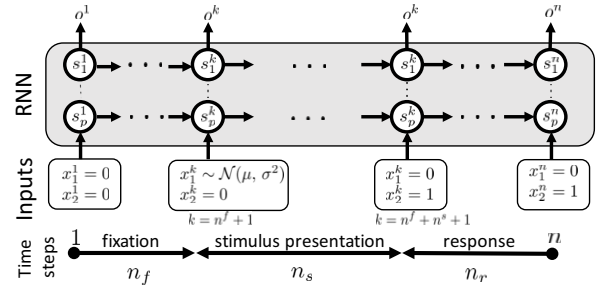 o^1 o^k o^k o^n
s_1^1 · · · s_1^k · · · s_1^k · · · s_1^n
RNN
s_p^1 · · · s_p^k · · · s_p^k · · · s_p^n
Inputs
x_1^1 = 0 x_1^k ∼ N(μ, σ^2) x_1^k = 0 x_1^n = 0
x_2^1 = 0 x_2^k = 0 x_2^k = 1 x_2^n = 1
k = n^f + 1 k = n^f + n^s + 1
Time steps
1 fixation stimulus presentation response n
n_f n_s n_r